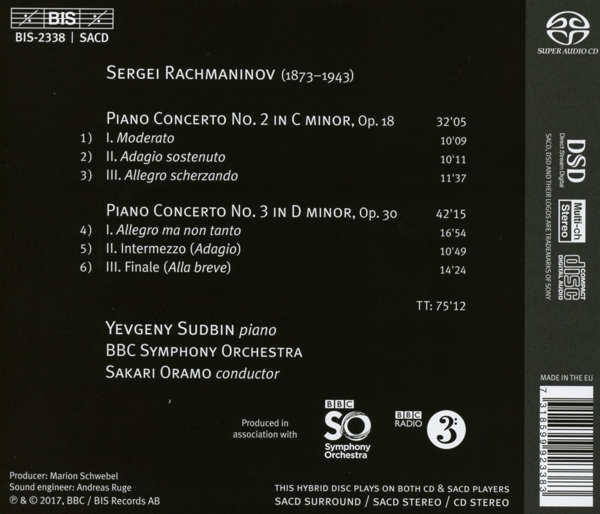 BIS
BIS-2338 | SACD
SUPER AUDIO CD
SERGEI RACHMANINOV (1873–1943)
PIANO CONCERTO NO. 2 IN C MINOR, OP. 18 32'05
1) I. Moderato 10'09
2) II. Adagio sostenuto 10'11
3) III. Allegro scherzando 11'37
PIANO CONCERTO NO. 3 IN D MINOR, OP. 30 42'15
4) I. Allegro ma non tanto 16'54
5) II. Intermezzo (Adagio) 10'49
6) III. Finale (Alla breve) 14'24
TT: 75'12
YEVGENY SUDBIN piano
BBC SYMPHONY ORCHESTRA
SAKARI ORAMO conductor
Produced in
association with
BBC
SO
Symphony
Orchestra
BBC
RADIO
3
Producer: Marion Schwebel
Sound engineer: Andreas Ruge
℗ & © 2017, BBC / BIS Records AB
THIS HYBRID DISC PLAYS ON BOTH CD & SACD PLAYERS
SACD SURROUND / SACD STEREO / CD STEREO
DSD
Direct Stream Digital
Multi-ch
Stereo
COMPACT
disc
DIGITAL AUDIO
SACD, DSD AND THEIR LOGOS ARE TRADEMARKS OF SONY
MADE IN THE EU
7 318599 923383